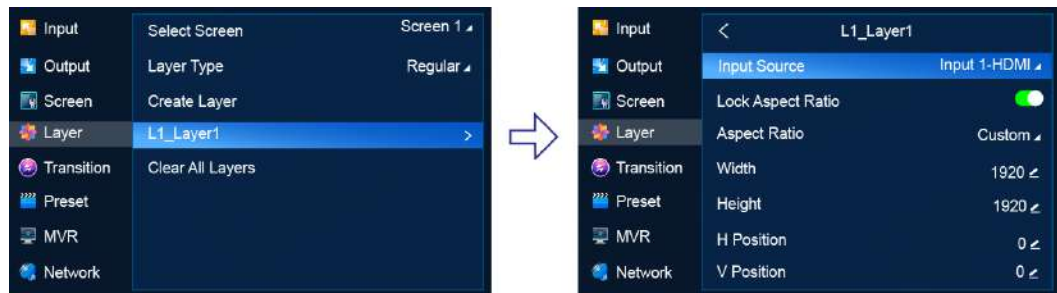 Input
Select Screen
Screen 1
Output
Layer Type
Regular
Screen
Create Layer
Layer
L1_Layer1
>
Transition
Clear All Layers
Preset
MVR
Network
Input
<
L1_Layer1
Output
Input Source
Input 1-HDMI
Screen
Lock Aspect Ratio
Layer
Aspect Ratio
Custom
Transition
Width
1920
Preset
Height
1920
MVR
H Position
0
Network
V Position
0